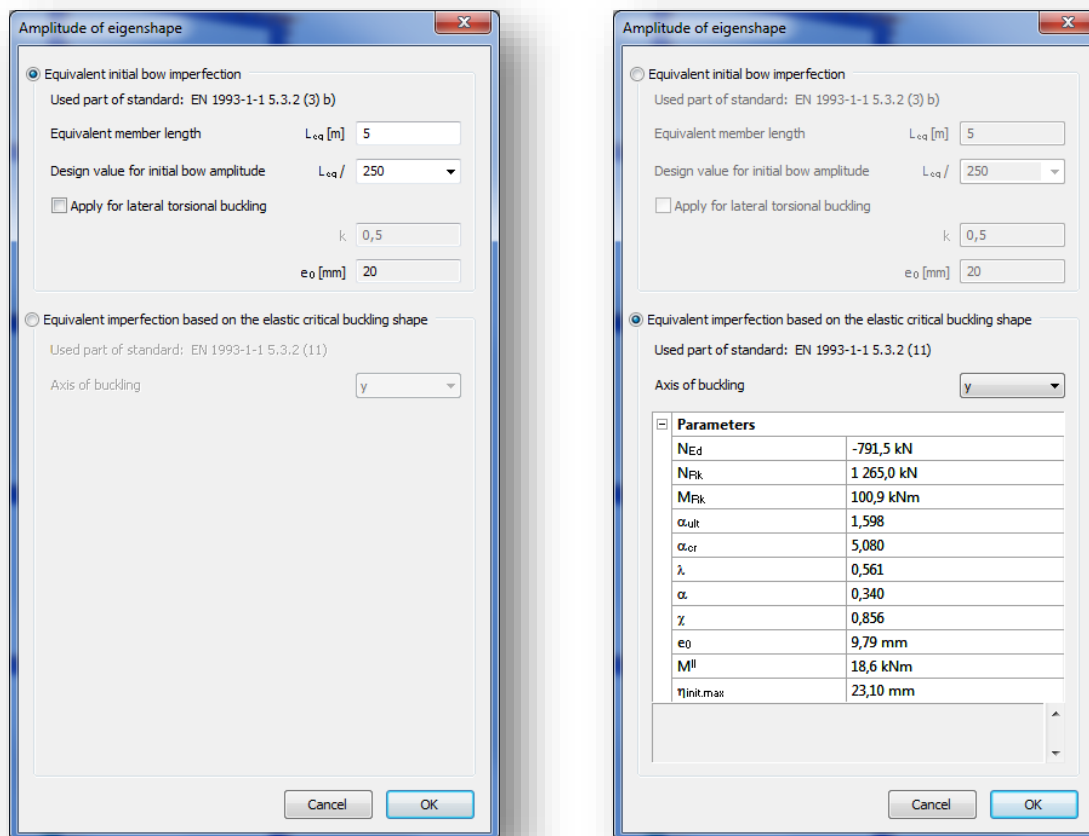 Amplitude of eigenshape
Equivalent initial bow imperfection
Used part of standard: EN 1993-1-1 5.3.2 (3) b)
Equivalent member length Leq [m] 5
Design value for initial bow amplitude Leq / 250
Apply for lateral torsional buckling
k 0,5
e0 [mm] 20
Equivalent imperfection based on the elastic critical buckling shape
Used part of standard: EN 1993-1-1 5.3.2 (11)
Axis of buckling y
Cancel OK
Amplitude of eigenshape
Equivalent initial bow imperfection
Used part of standard: EN 1993-1-1 5.3.2 (3) b)
Equivalent member length Leq [m] 5
Design value for initial bow amplitude Leq / 250
Apply for lateral torsional buckling
k 0,5
e0 [mm] 20
Equivalent imperfection based on the elastic critical buckling shape
Used part of standard: EN 1993-1-1 5.3.2 (11)
Axis of buckling y
Parameters
NEd -791,5 kN
NRk 1 265,0 kN
MRk 100,9 kNm
αult 1,598
αcr 5,080
λ 0,561
α 0,340
χ 0,856
e0 9,79 mm
MII 18,6 kNm
ηinit.max 23,10 mm
Cancel OK